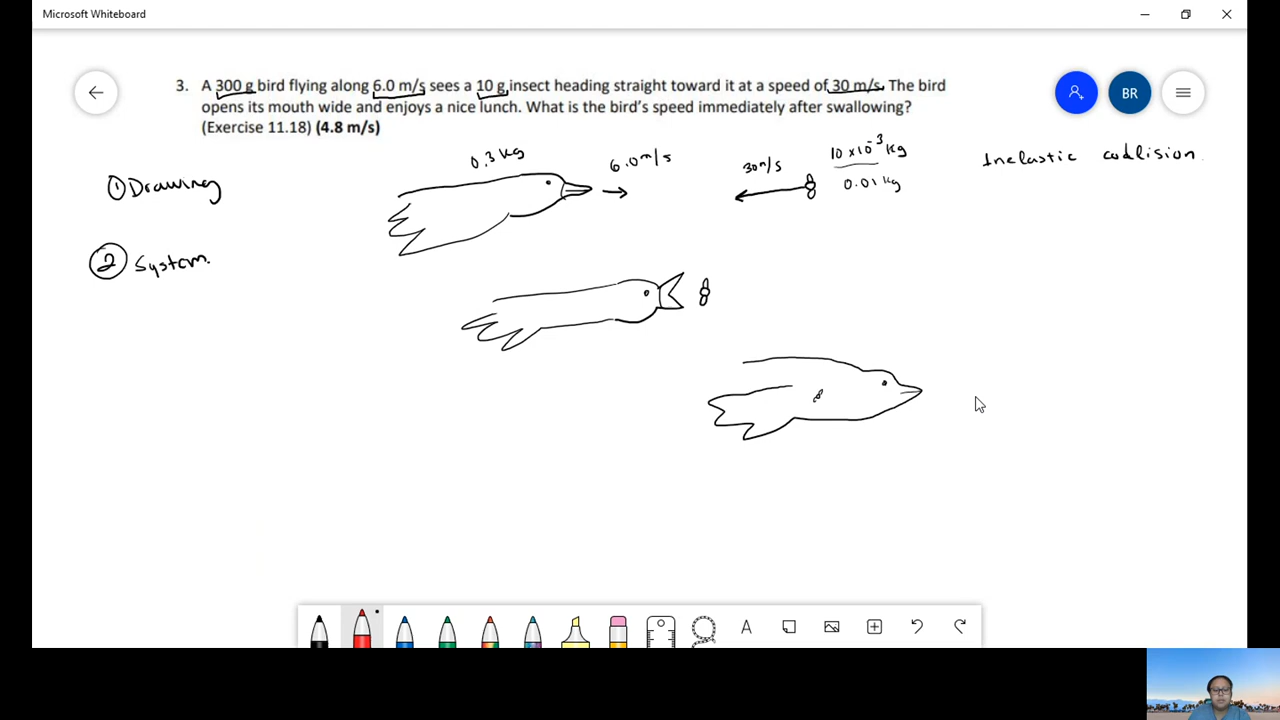 Microsoft Whiteboard
3. A 300 g bird flying along 6.0 m/s sees a 10 g insect heading straight toward it at a speed of 30 m/s. The bird
opens its mouth wide and enjoys a nice lunch. What is the bird's speed immediately after swallowing?
(Exercise 11.18) (4.8 m/s)
BR
0.3 kg
6.0 m/s
30 m/s
10 x 10⁻³ kg
0.01 kg
Inelastic codlision.
① Drawing
② System.
A